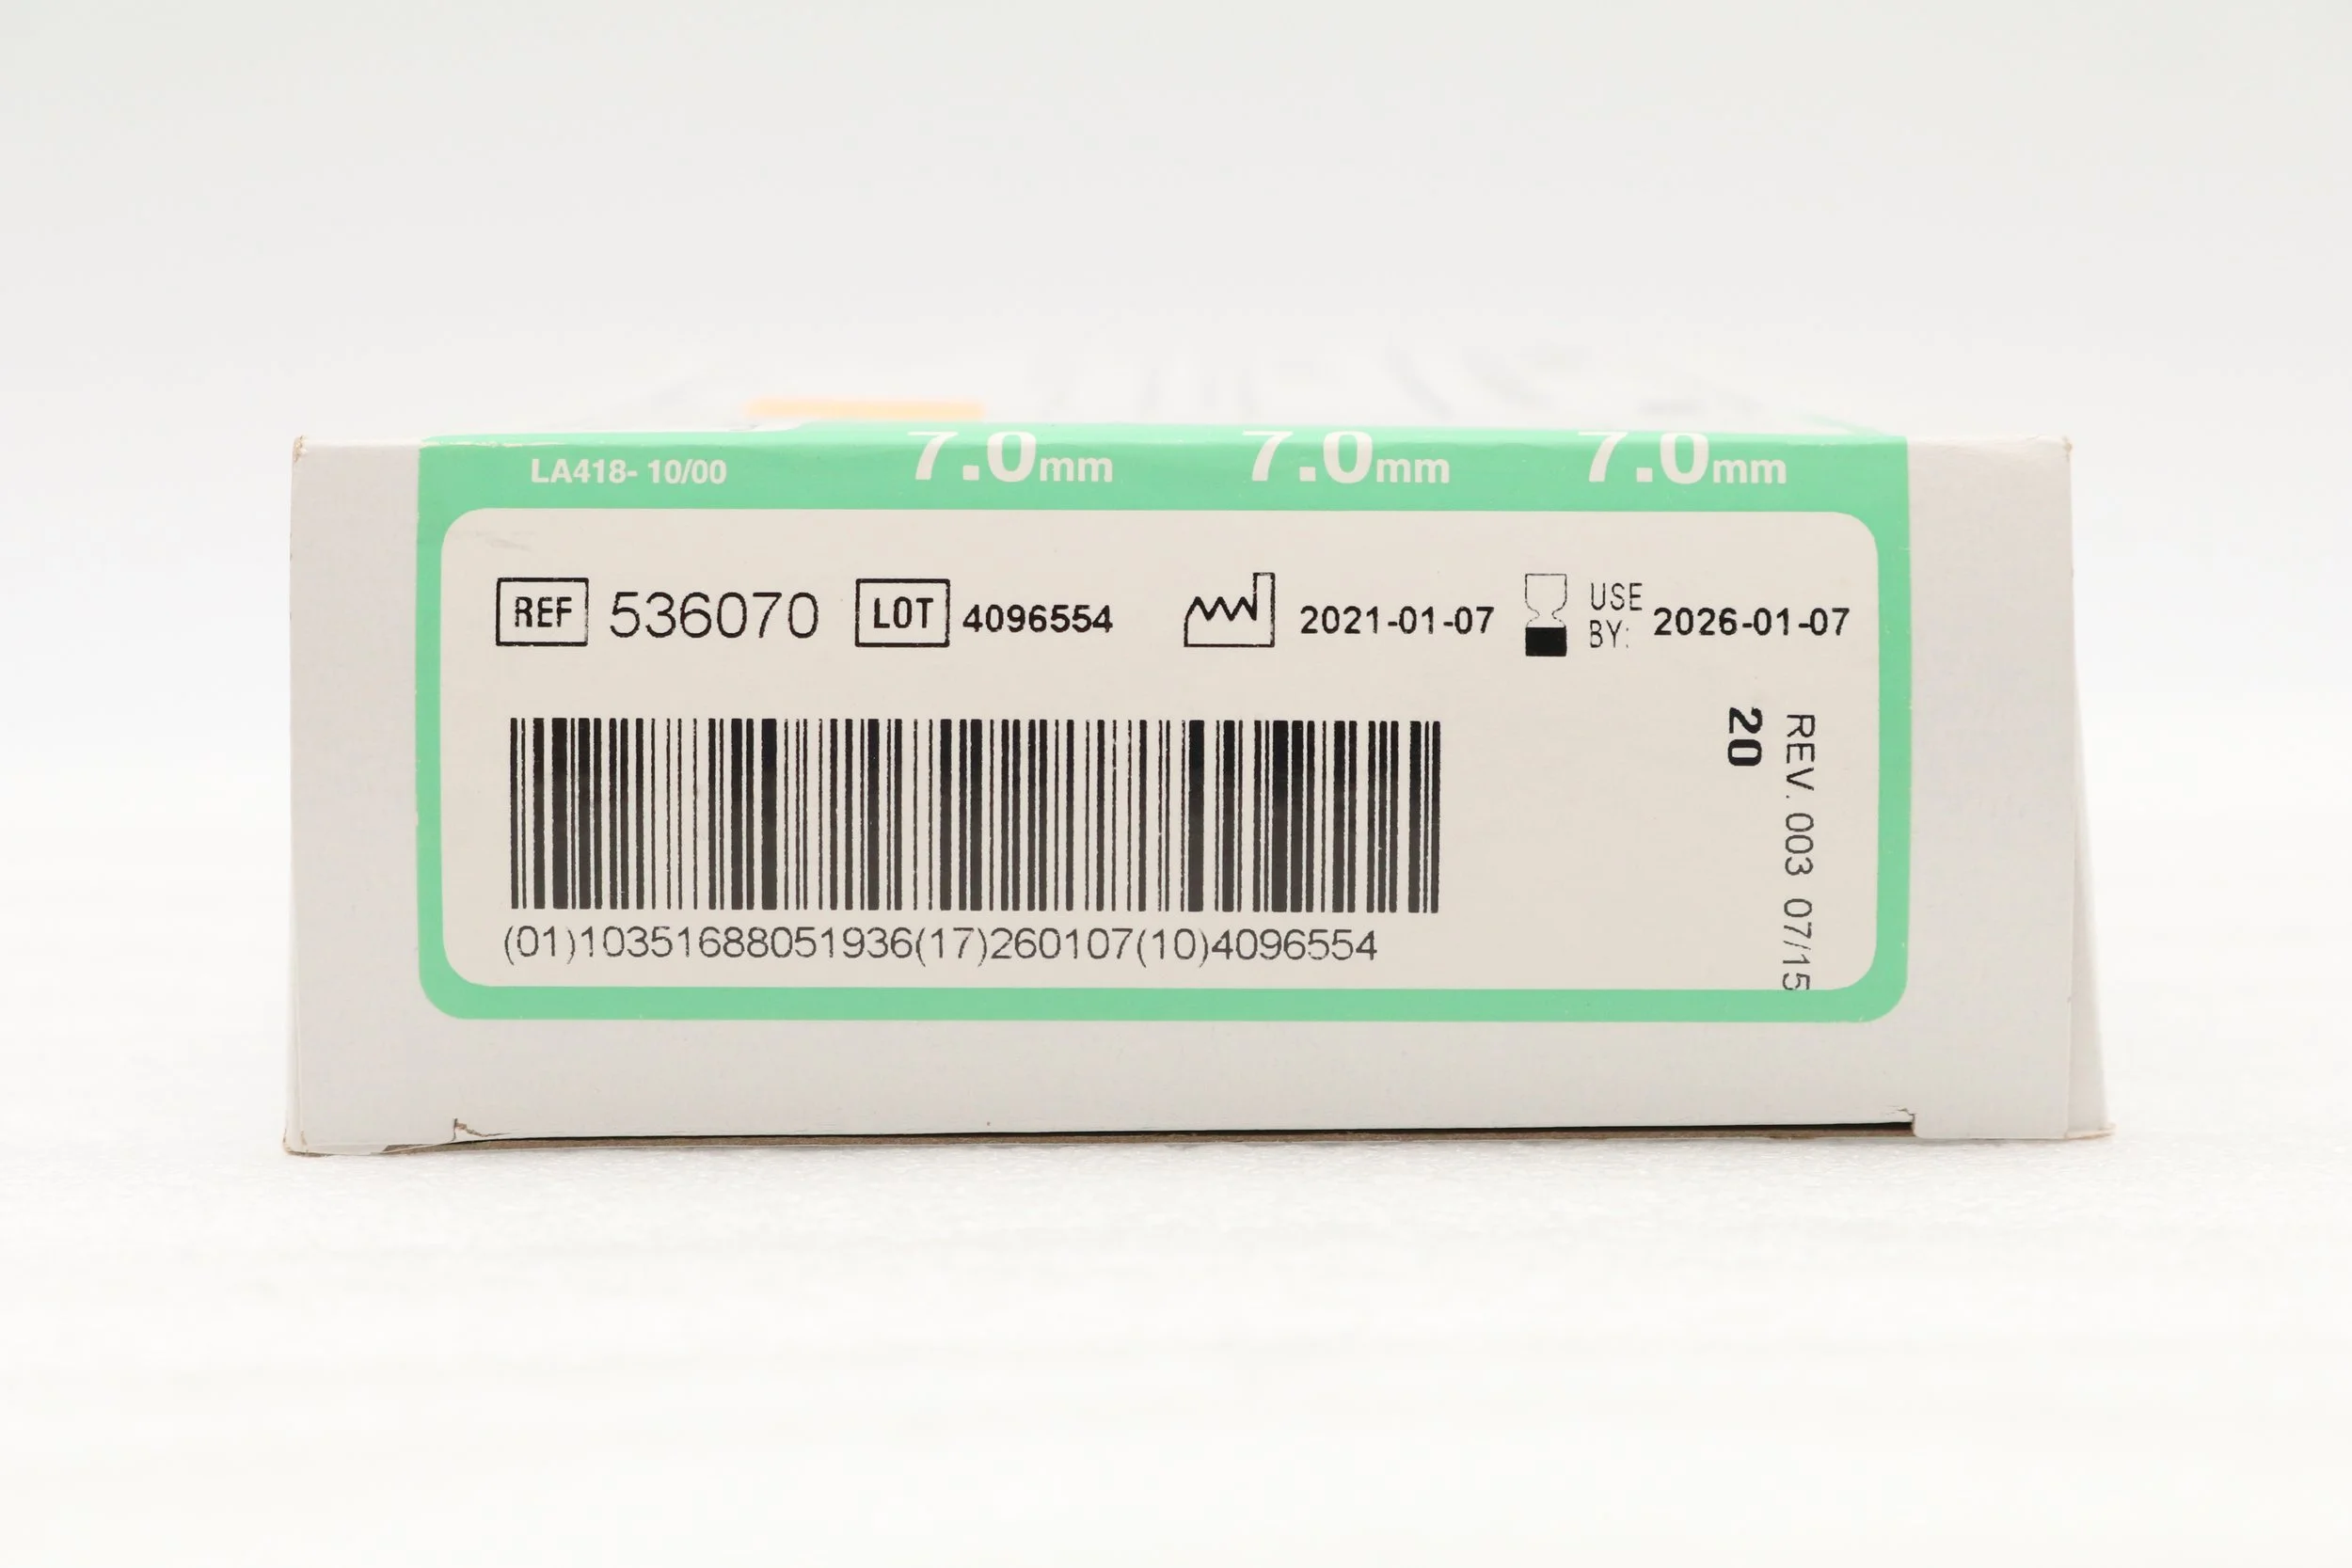 LA418- 10/00 7.0mm 7.0mm 7.0mm
REF 536070 LOT 4096554 2021-01-07 USE BY: 2026-01-07
(01)10351688051936(17)260107(10)4096554
20
REV. 003 07/15